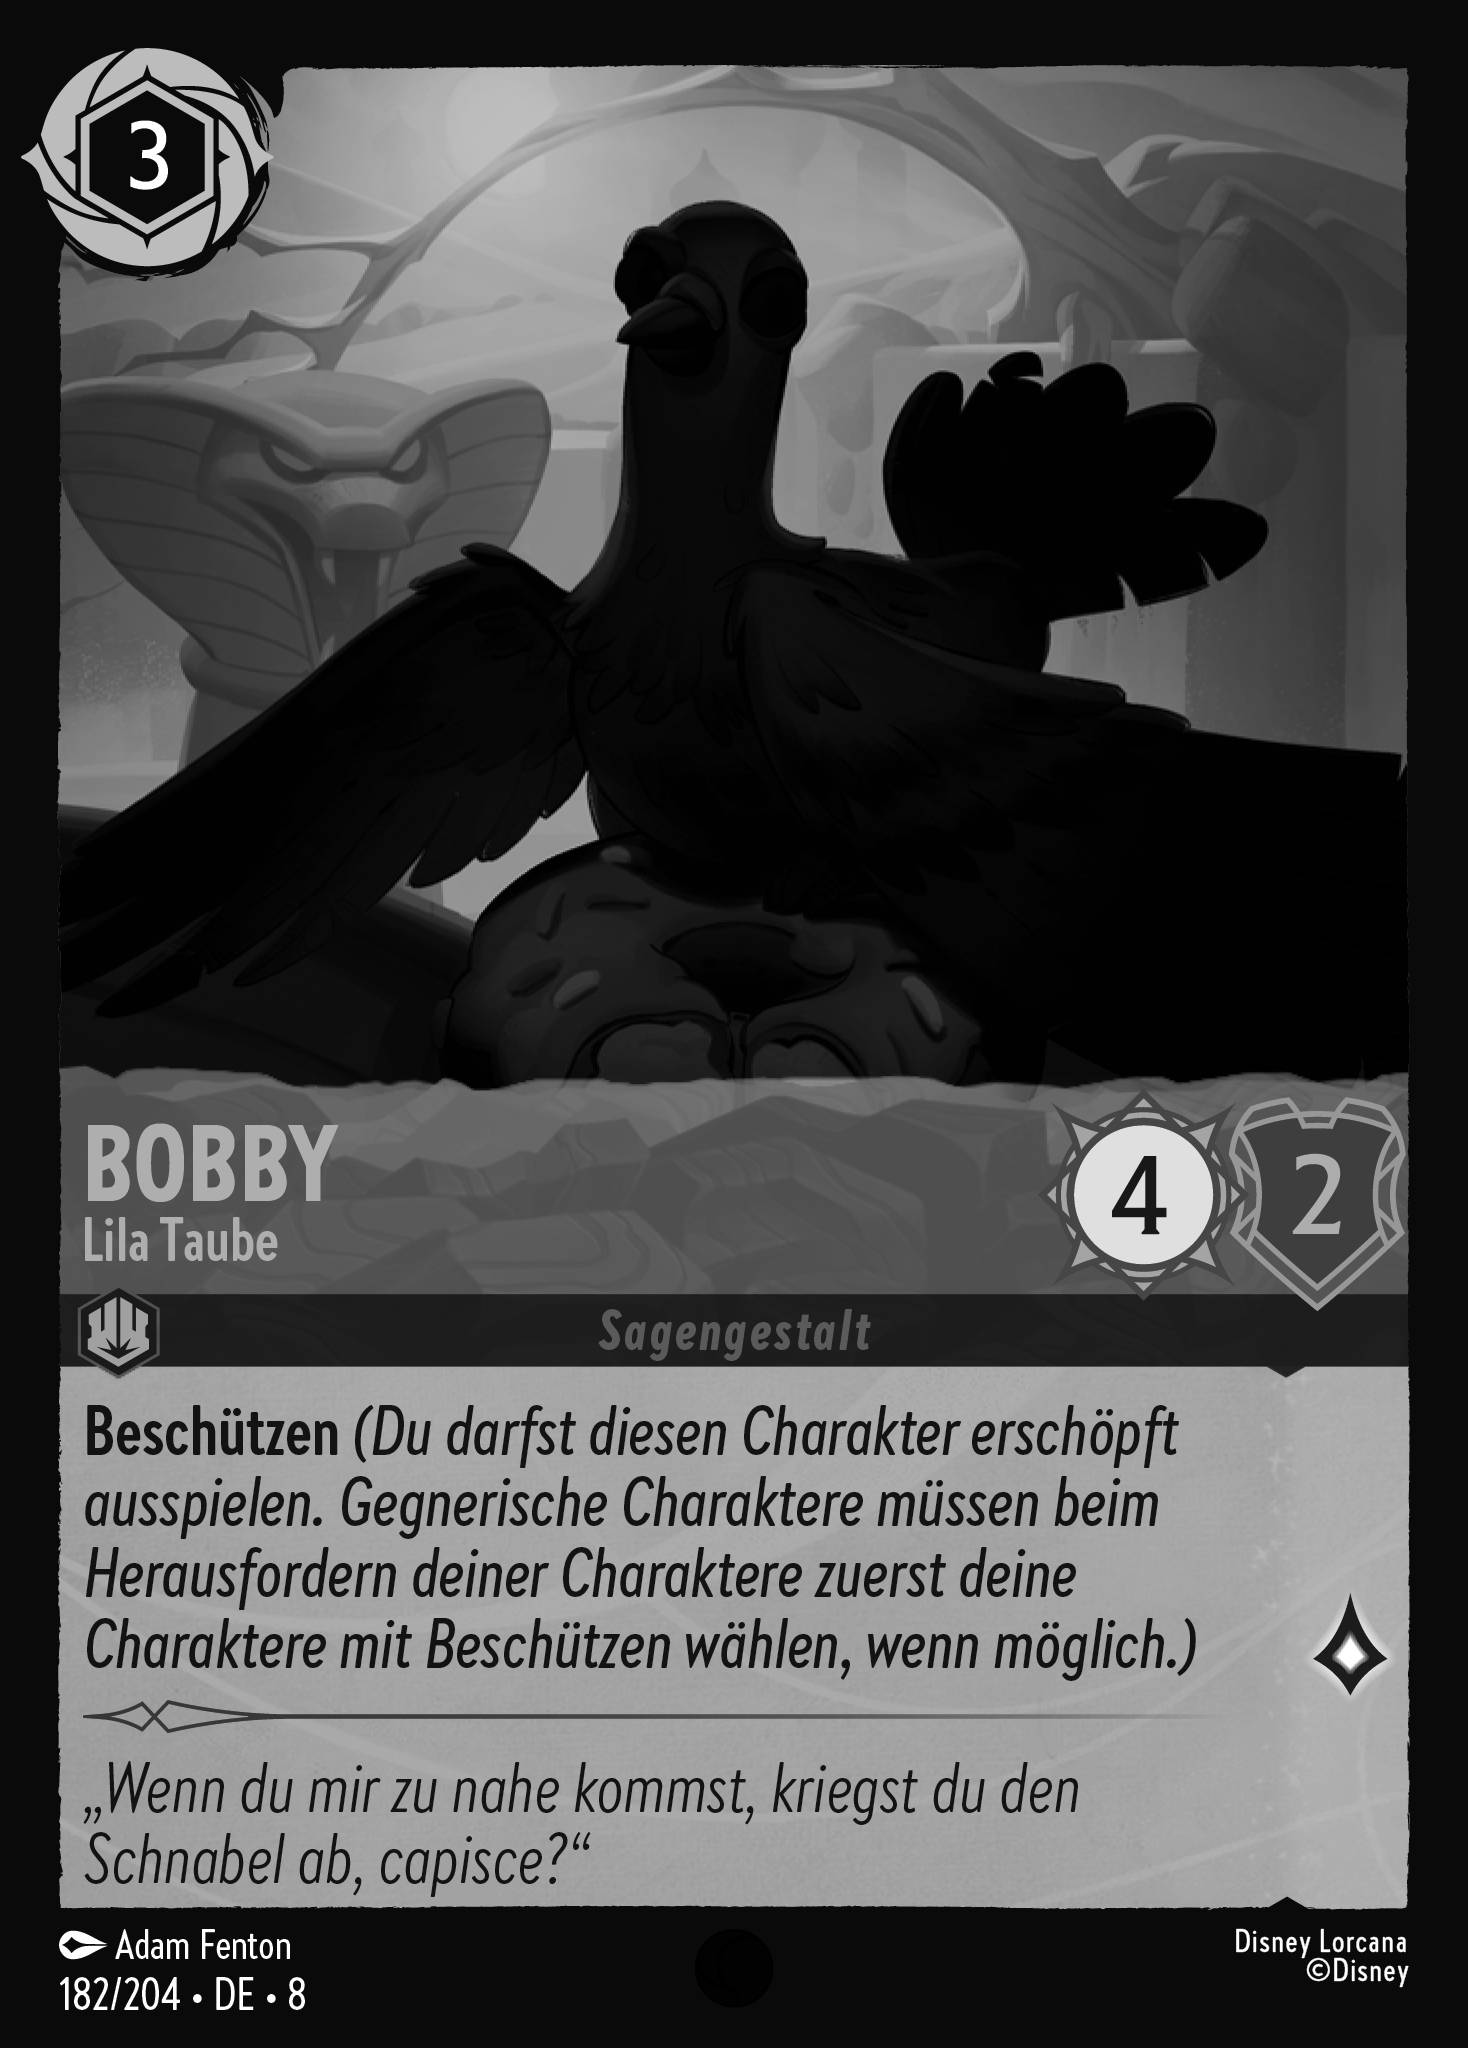 3
BOBBY
Lila Taube
4
2
Sagengestalt
Beschützen (Du darfst diesen Charakter erschöpft
ausspielen. Gegnerische Charaktere müssen beim
Herausfordern deiner Charaktere zuerst deine
Charaktere mit Beschützen wählen, wenn möglich.)
„Wenn du mir zu nahe kommst, kriegst du den
Schnabel ab, capisce?“
Adam Fenton
182/204 • DE • 8
Disney Lorcana
©Disney